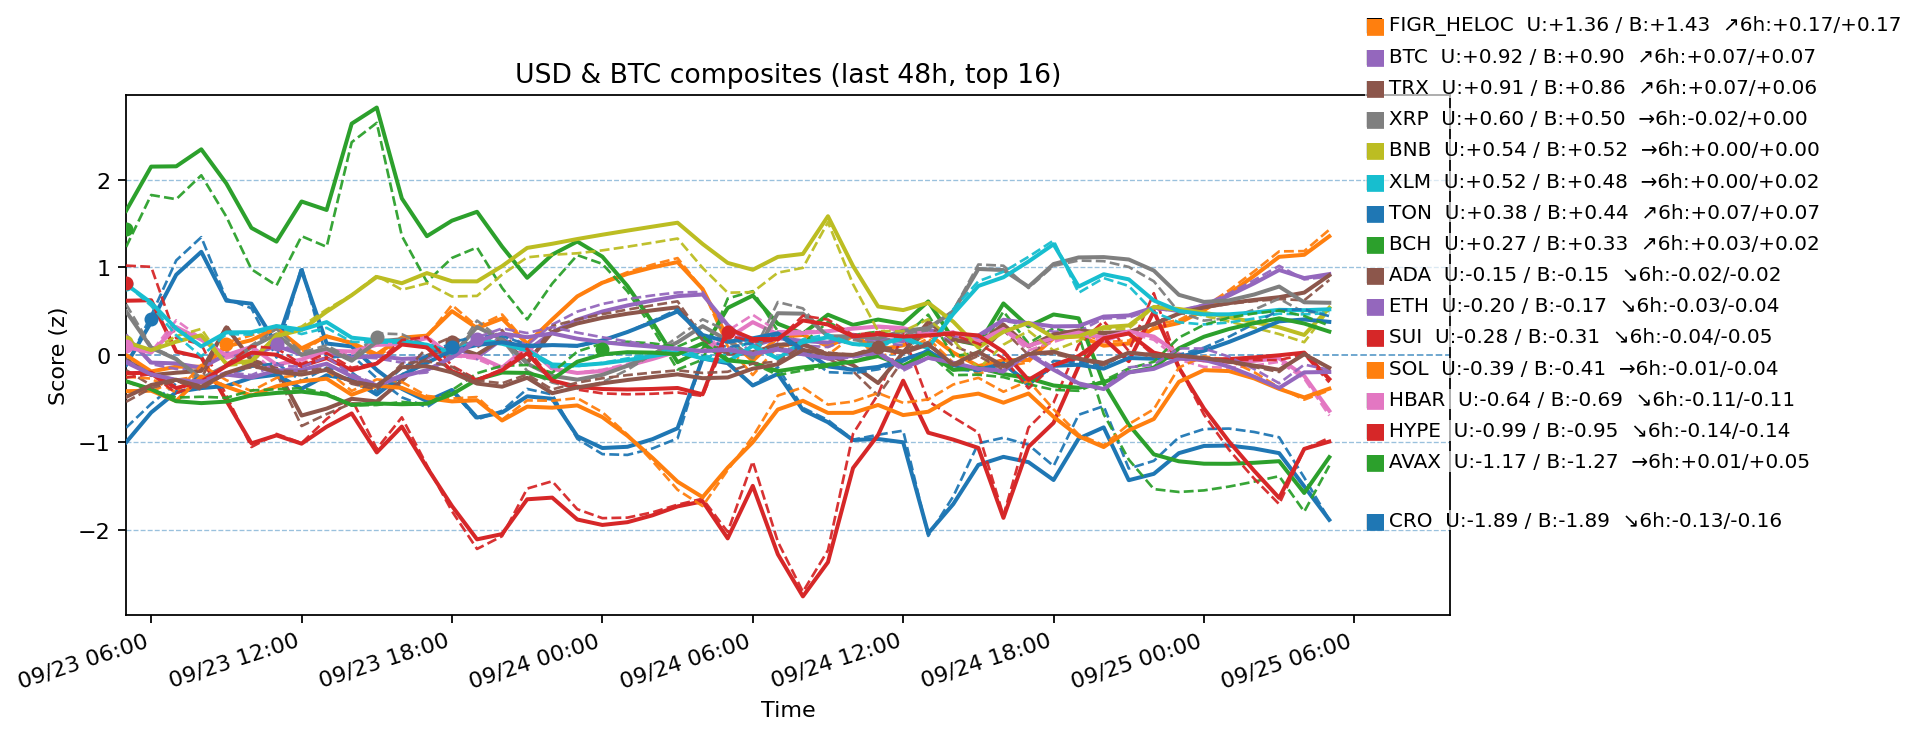 USD & BTC composites (last 48h, top 16)
FIGR_HELOC U:+1.36 / B:+1.43 ↗6h:+0.17/+0.17
BTC U:+0.92 / B:+0.90 ↗6h:+0.07/+0.07
TRX U:+0.91 / B:+0.86 ↗6h:+0.07/+0.06
XRP U:+0.60 / B:+0.50 →6h:-0.02/+0.00
BNB U:+0.54 / B:+0.52 →6h:+0.00/+0.00
XLM U:+0.52 / B:+0.48 →6h:+0.00/+0.02
TON U:+0.38 / B:+0.44 ↗6h:+0.07/+0.07
BCH U:+0.27 / B:+0.33 ↗6h:+0.03/+0.02
ADA U:-0.15 / B:-0.15 ↘6h:-0.02/-0.02
ETH U:-0.20 / B:-0.17 ↘6h:-0.03/-0.04
SUI U:-0.28 / B:-0.31 ↘6h:-0.04/-0.05
SOL U:-0.39 / B:-0.41 →6h:-0.01/-0.04
HBAR U:-0.64 / B:-0.69 ↘6h:-0.11/-0.11
HYPE U:-0.99 / B:-0.95 ↘6h:-0.14/-0.14
AVAX U:-1.17 / B:-1.27 →6h:+0.01/+0.05
CRO U:-1.89 / B:-1.89 ↘6h:-0.13/-0.16
Score (z)
2
1
0
−1
−2
09/23 06:00
09/23 12:00
09/23 18:00
09/24 00:00
09/24 06:00
09/24 12:00
09/24 18:00
09/25 00:00
09/25 06:00
Time